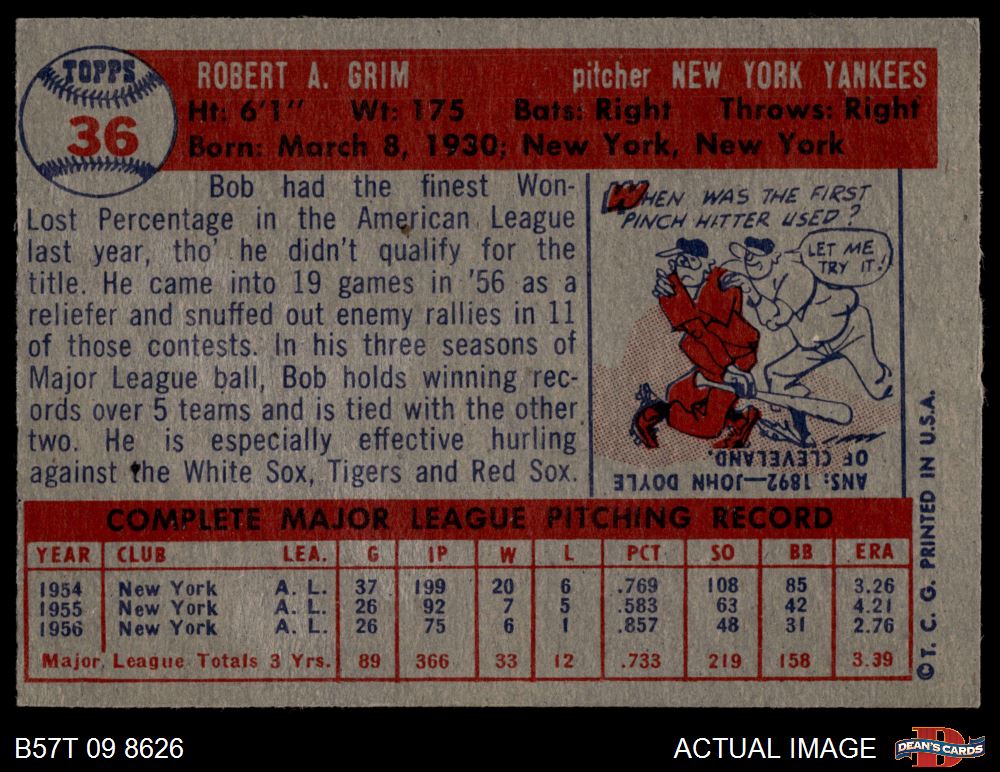 TOPPS
36
ROBERT A. GRIM pitcher NEW YORK YANKEES
Ht: 6'1" Wt: 175 Bats: Right Throws: Right
Born: March 8, 1930; New York, New York
Bob had the finest Won-
Lost Percentage in the American League
last year, tho' he didn't qualify for the
title. He came into 19 games in '56 as a
reliefer and snuffed out enemy rallies in 11
of those contests. In his three seasons of
Major League ball, Bob holds winning rec-
ords over 5 teams and is tied with the other
two. He is especially effective hurling
against the White Sox, Tigers and Red Sox.
WHEN WAS THE FIRST
PINCH HITTER USED?
LET ME
TRY IT!
ANS: 1892—JOHN DOYLE
OF CLEVELAND.
COMPLETE MAJOR LEAGUE PITCHING RECORD
YEAR CLUB LEA. G IP W L PCT SO BB ERA
1954 New York A. L. 37 199 20 6 .769 108 85 3.26
1955 New York A. L. 26 92 7 5 .583 63 42 4.21
1956 New York A. L. 26 75 6 1 .857 48 31 2.76
Major League Totals 3 Yrs. 89 366 33 12 .733 219 158 3.39
© T. C. G. PRINTED IN U.S.A.
B57T 09 8626 ACTUAL IMAGE
DEAN'S CARDS